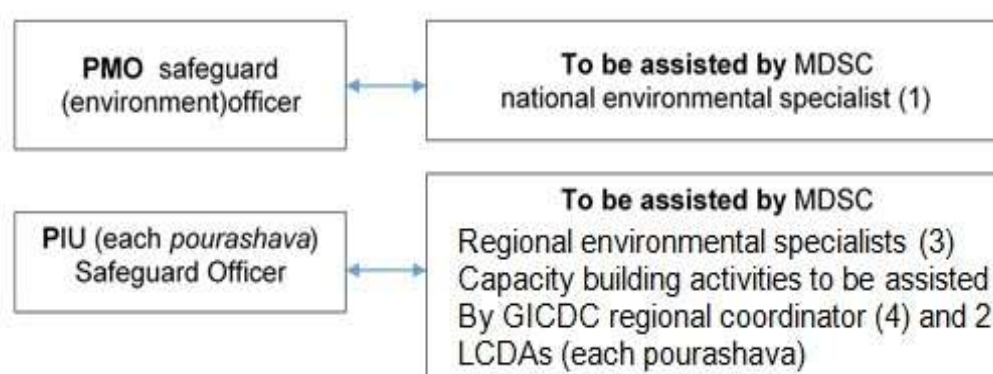 PMO safeguard
(environment)officer
To be assisted by MDSC
national environmental specialist (1)
PIU (each pourashava)
Safeguard Officer
To be assisted by MDSC
Regional environmental specialists (3)
Capacity building activities to be assisted
By GICDC regional coordinator (4) and 2
LCDAs (each pourashava)